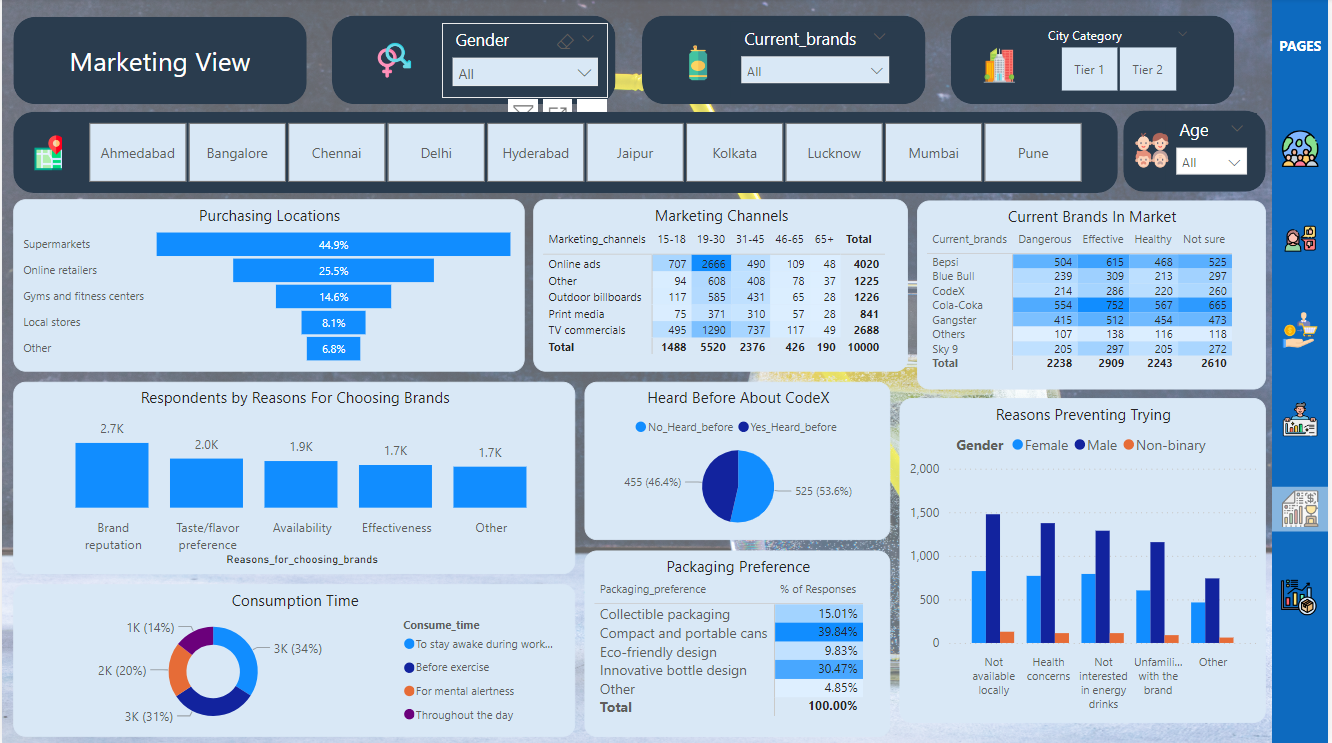 Marketing View
Gender
All
Current_brands
All
City Category
Tier 1
Tier 2
PAGES
Ahmedabad
Bangalore
Chennai
Delhi
Hyderabad
Jaipur
Kolkata
Lucknow
Mumbai
Pune
Age
All
Purchasing Locations
Supermarkets 44.9%
Online retailers 25.5%
Gyms and fitness centers 14.6%
Local stores 8.1%
Other 6.8%
Marketing Channels
Marketing_channels 15-18 19-30 31-45 46-65 65+ Total
Online ads 707 2666 490 109 48 4020
Other 94 608 408 78 37 1225
Outdoor billboards 117 585 431 65 28 1226
Print media 75 371 310 57 28 841
TV commercials 495 1290 737 117 49 2688
Total 1488 5520 2376 426 190 10000
Current Brands In Market
Current_brands Dangerous Effective Healthy Not sure
Bepsi 504 615 468 525
Blue Bull 239 309 213 297
CodeX 214 286 220 260
Cola-Coka 554 752 567 665
Gangster 415 512 454 473
Others 107 138 116 118
Sky 9 205 297 205 272
Total 2238 2909 2243 2610
Respondents by Reasons For Choosing Brands
2.7K
2.0K
1.9K
1.7K
1.7K
Brand
reputation
Taste/flavor
preference
Availability
Effectiveness
Other
Reasons_for_choosing_brands
Heard Before About CodeX
No_Heard_before Yes_Heard_before
455 (46.4%)
525 (53.6%)
Reasons Preventing Trying
Gender Female Male Non-binary
2,000
1,500
1,000
500
0
Not
available
locally
Health
concerns
Not
interested
in energy
drinks
Unfamili...
with the
brand
Other
Packaging Preference
Packaging_preference % of Responses
Collectible packaging 15.01%
Compact and portable cans 39.84%
Eco-friendly design 9.83%
Innovative bottle design 30.47%
Other 4.85%
Total 100.00%
Consumption Time
1K (14%)
3K (34%)
2K (20%)
3K (31%)
Consume_time
To stay awake during work...
Before exercise
For mental alertness
Throughout the day